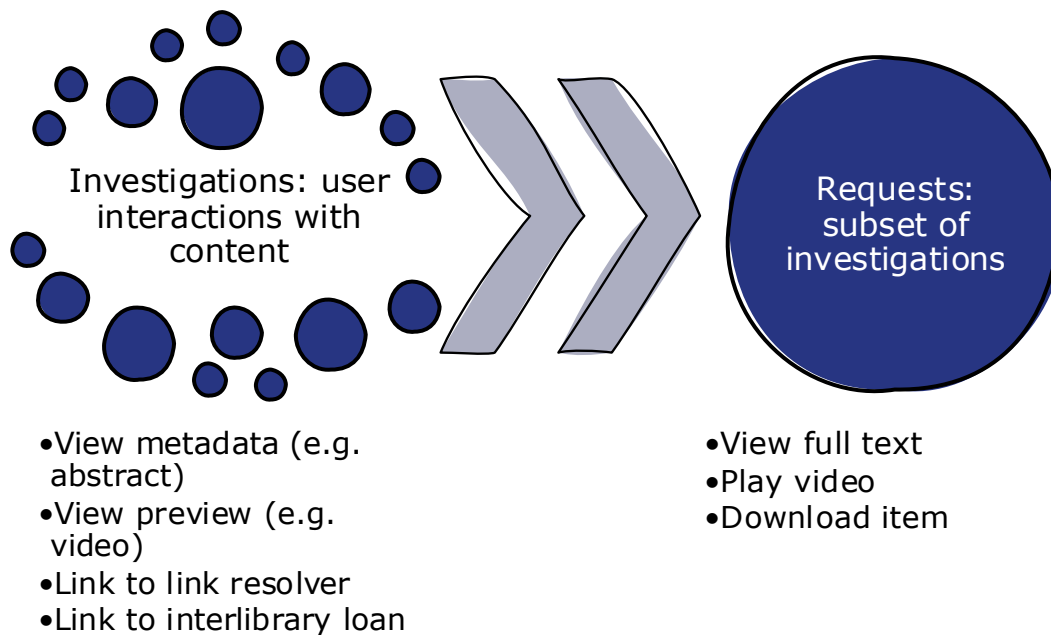 Investigations: user
interactions with
content
Requests:
subset of
investigations
•View metadata (e.g.
abstract)
•View preview (e.g.
video)
•Link to link resolver
•Link to interlibrary loan
•View full text
•Play video
•Download item